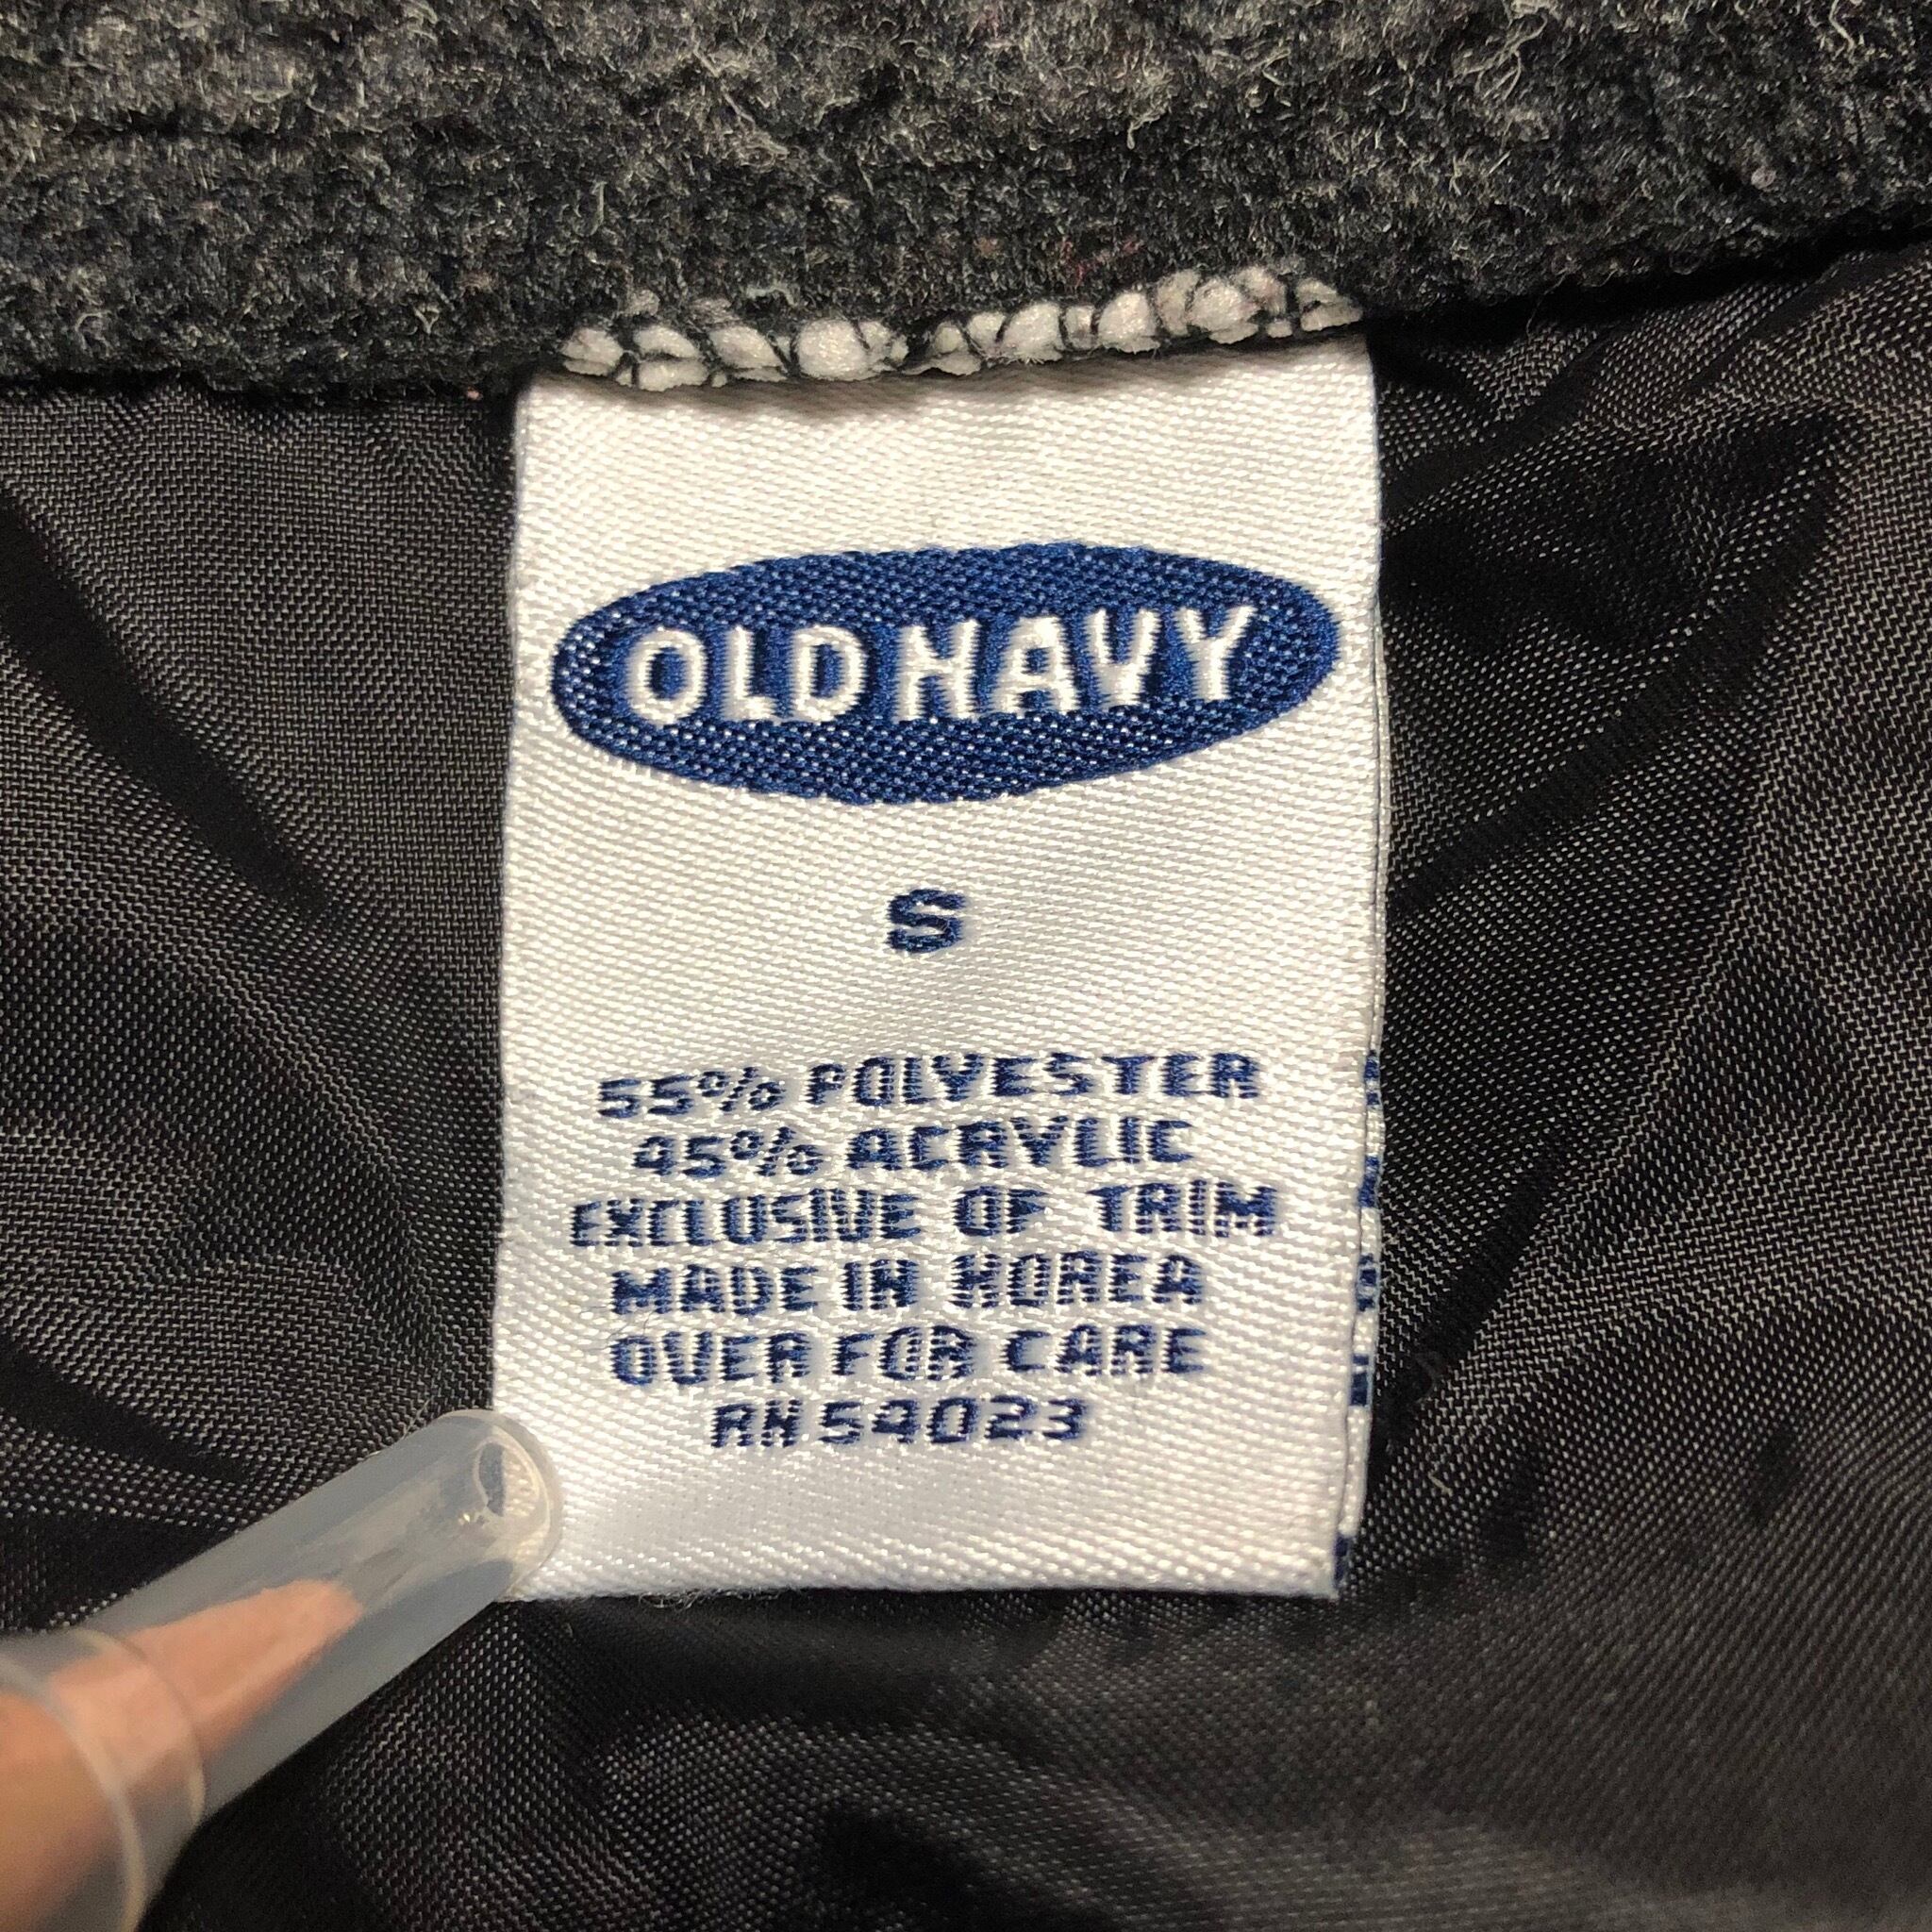 OLD NAVY
S
55% POLYESTER
45% ACRYLIC
EXCLUSIVE OF TRIM
MADE IN KOREA
OVER FOR CARE
RN 54023